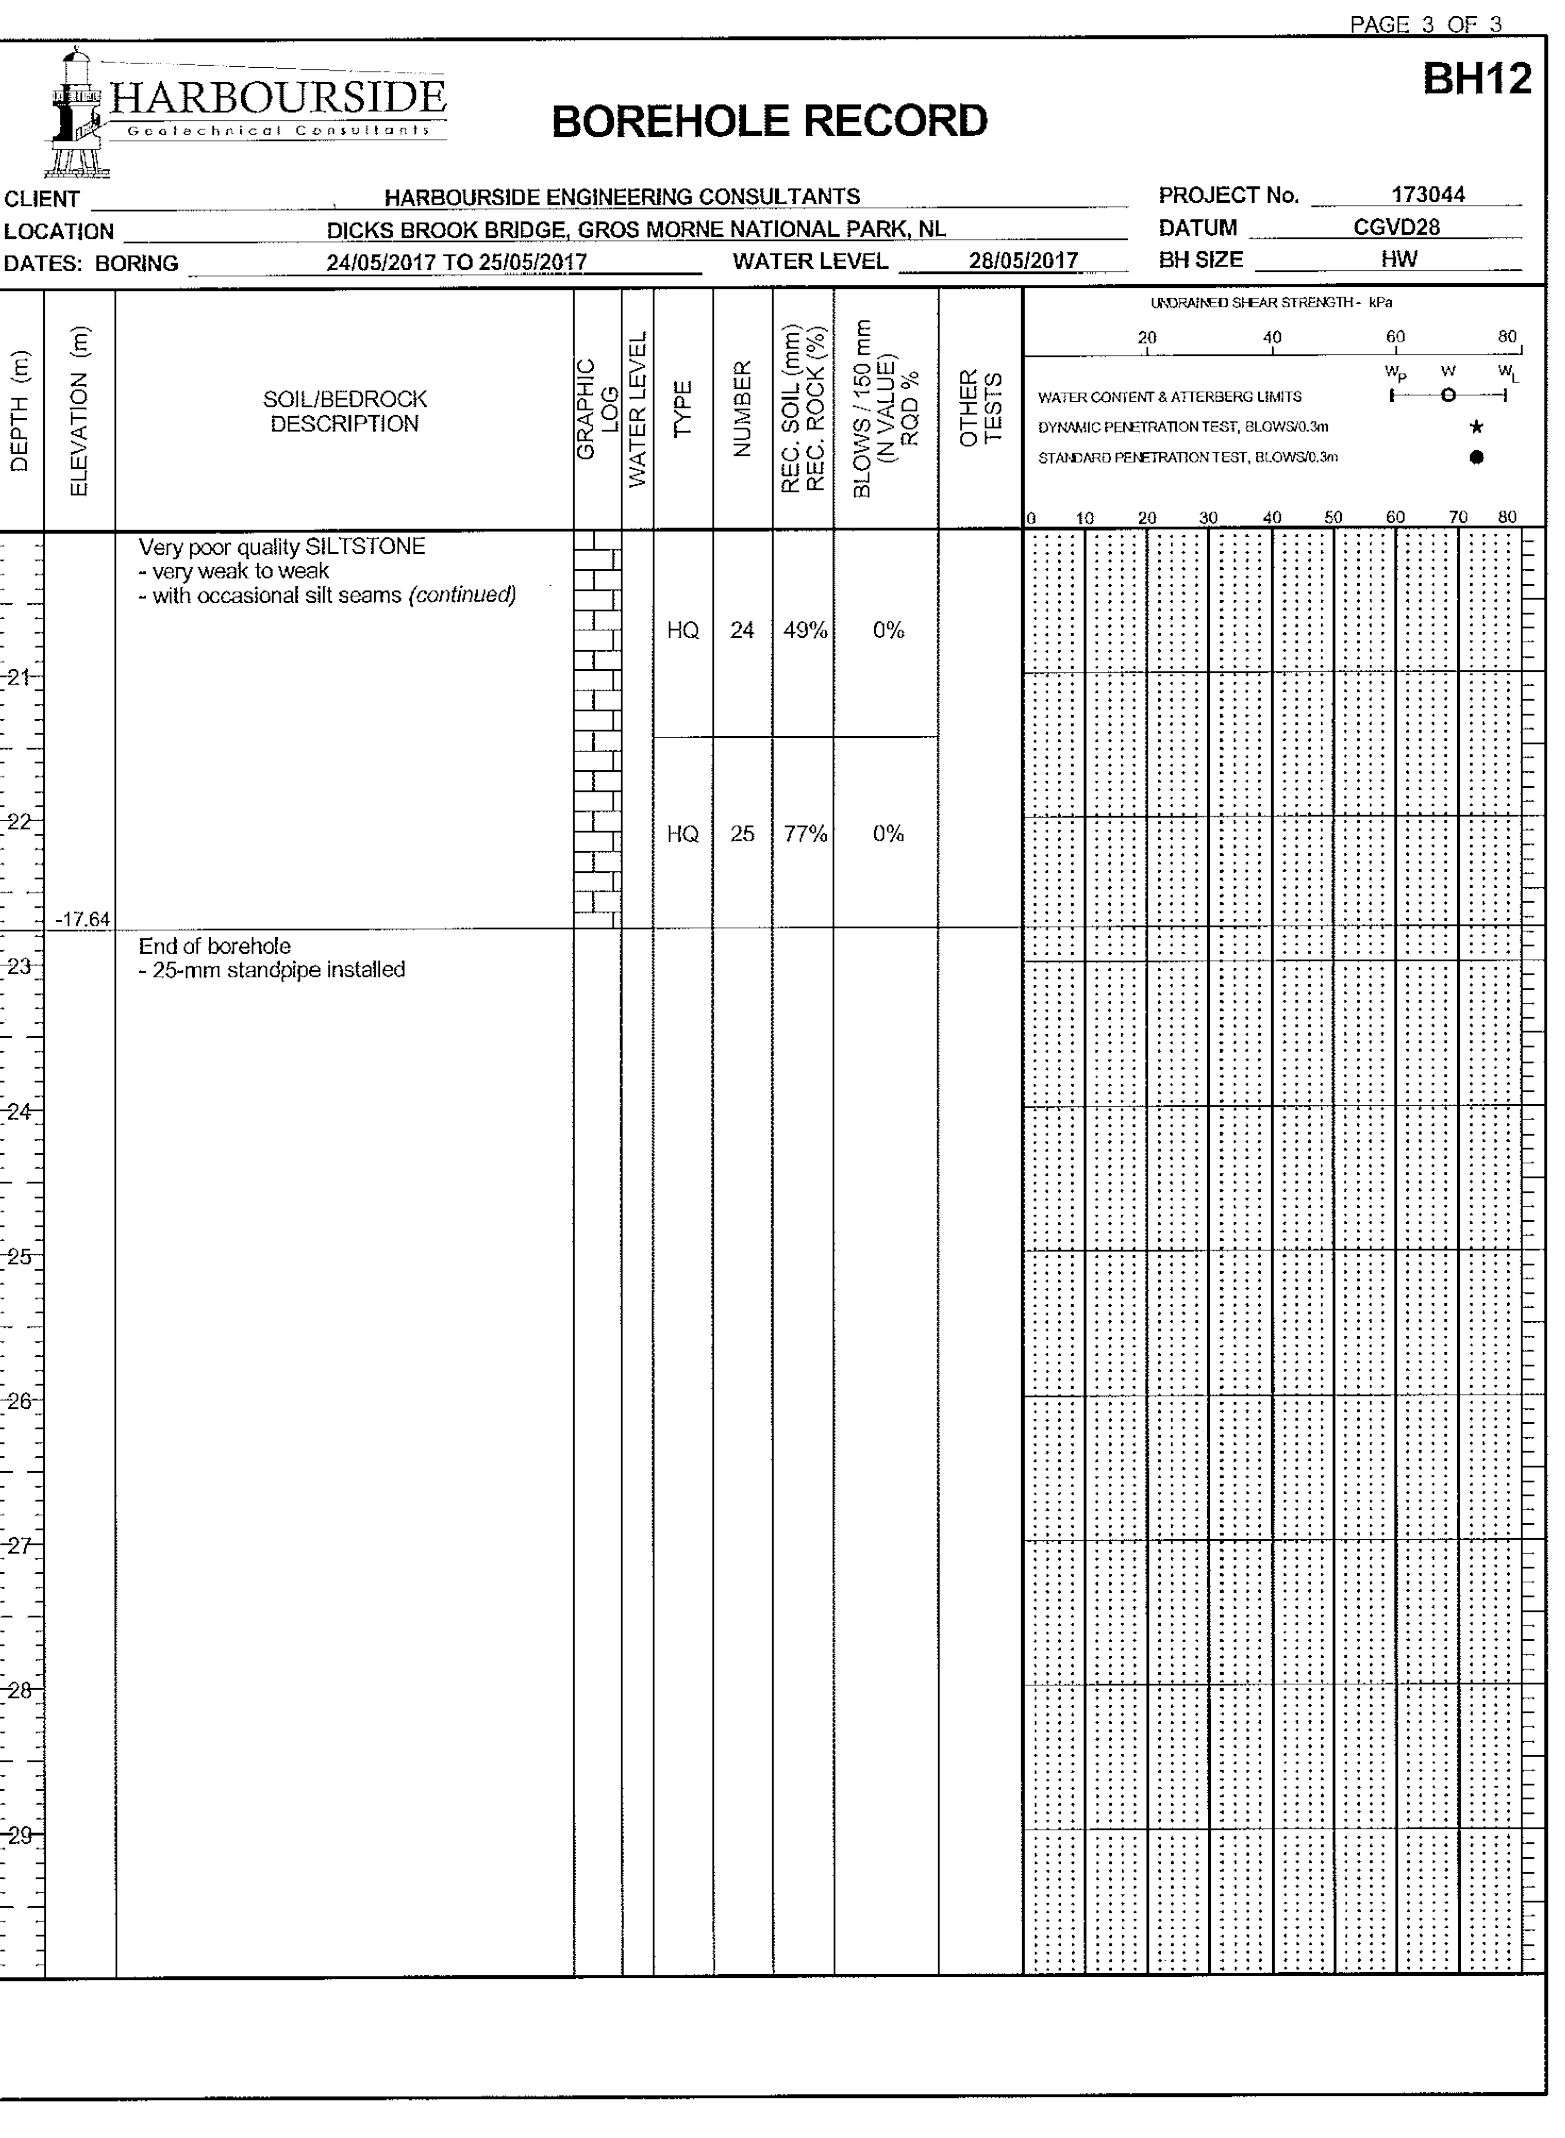 PAGE 3 OF 3
HARBOURSIDE
Geotechnical Consultants
BOREHOLE RECORD
BH12
CLIENT HARBOURSIDE ENGINEERING CONSULTANTS PROJECT No. 173044
LOCATION DICKS BROOK BRIDGE, GROS MORNE NATIONAL PARK, NL DATUM CGVD28
DATES: BORING 24/05/2017 TO 25/05/2017 WATER LEVEL 28/05/2017 BH SIZE HW
DEPTH (m)
ELEVATION (m)
SOIL/BEDROCK
DESCRIPTION
GRAPHIC
LOG
WATER LEVEL
TYPE
NUMBER
REC. SOIL (mm)
REC. ROCK (%)
BLOWS / 150 mm
(N VALUE)
RQD %
OTHER
TESTS
UNDRAINED SHEAR STRENGTH - kPa
20 40 60 80
WP W WL
WATER CONTENT & ATTERBERG LIMITS
DYNAMIC PENETRATION TEST, BLOWS/0.3m ★
STANDARD PENETRATION TEST, BLOWS/0.3m ●
0 10 20 30 40 50 60 70 80
Very poor quality SILTSTONE
- very weak to weak
- with occasional silt seams (continued)
HQ 24 49% 0%
21
22
HQ 25 77% 0%
-17.64
End of borehole
- 25-mm standpipe installed
23
24
25
26
27
28
29